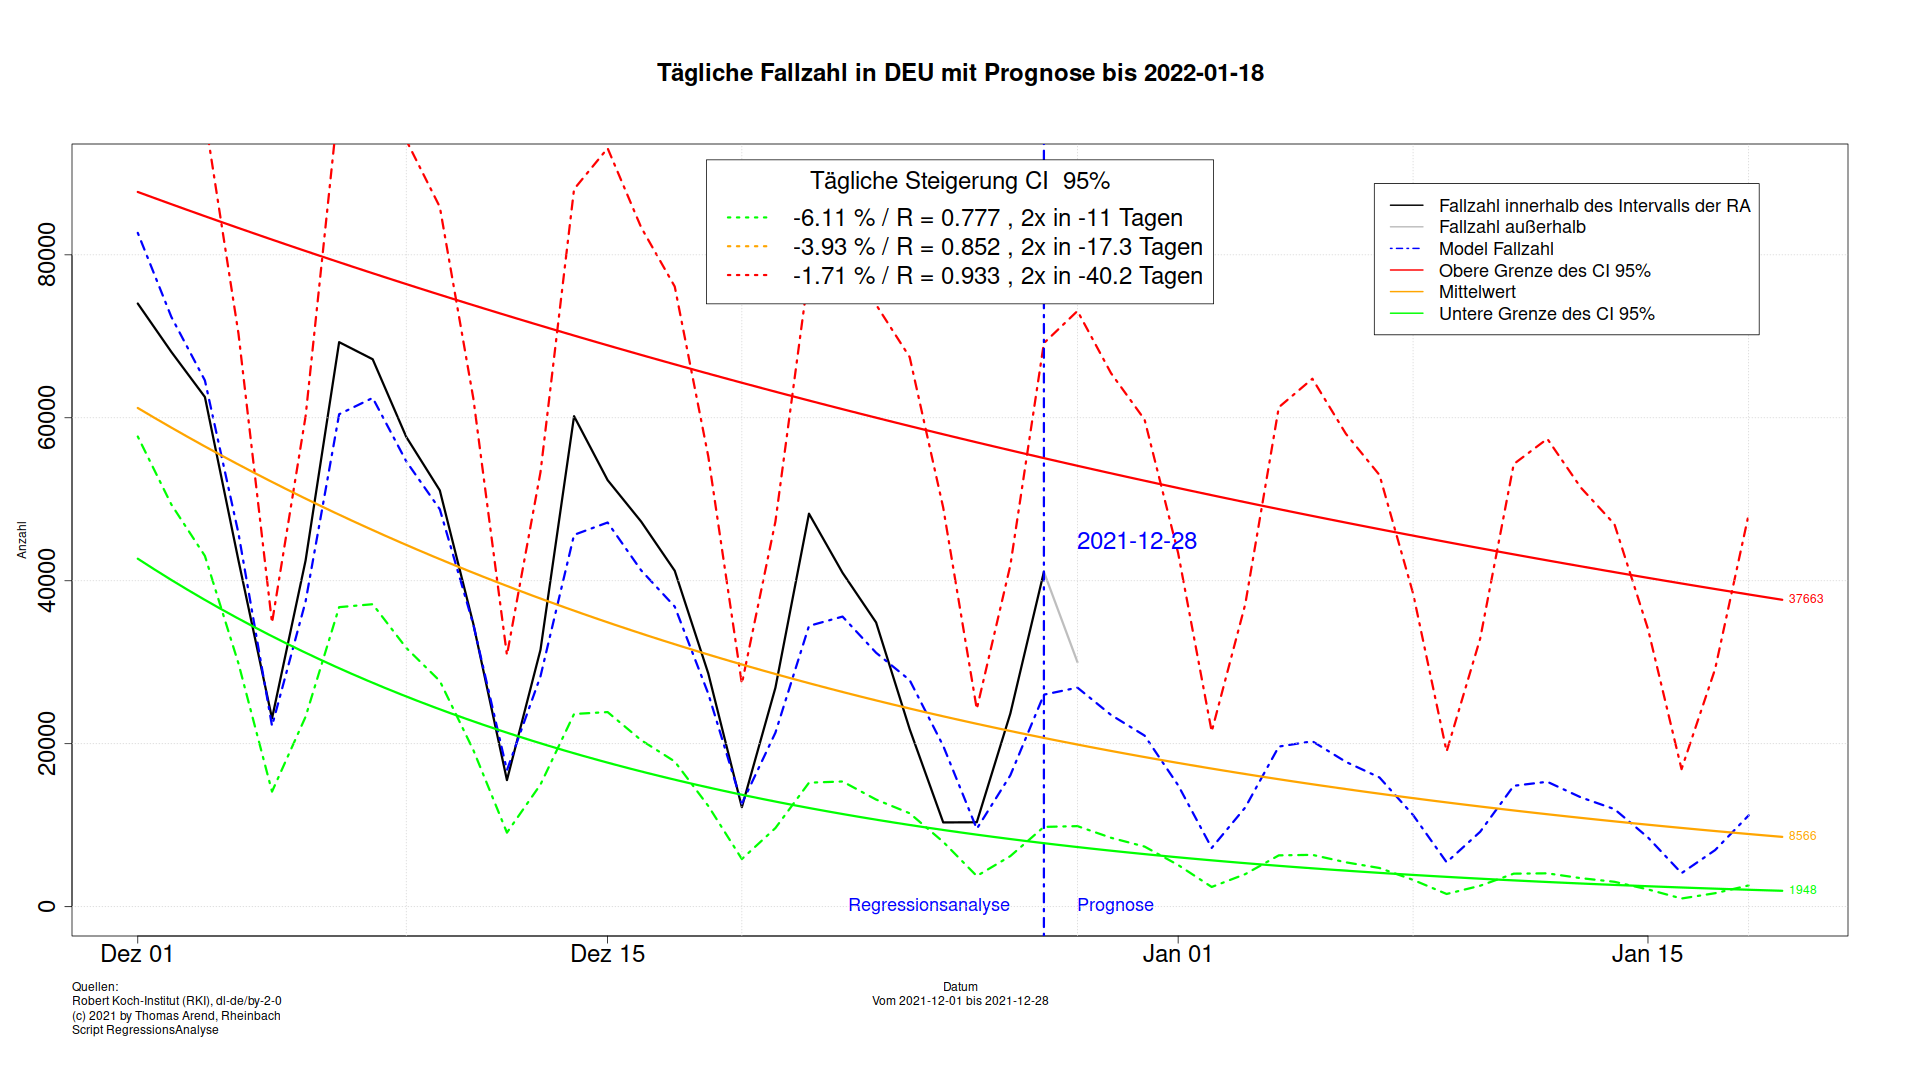 Tägliche Fallzahl in DEU mit Prognose bis 2022-01-18
Tägliche Steigerung CI  95%
-6.11 % / R = 0.777 , 2x in -11 Tagen
-3.93 % / R = 0.852 , 2x in -17.3 Tagen
-1.71 % / R = 0.933 , 2x in -40.2 Tagen
Fallzahl innerhalb des Intervalls der RA
Fallzahl außerhalb
Model Fallzahl
Obere Grenze des CI 95%
Mittelwert
Untere Grenze des CI 95%
Anzahl
80000
60000
40000
20000
0
2021-12-28
37663
8566
1948
Regressionsanalyse
Prognose
Dez 01
Dez 15
Jan 01
Jan 15
Datum
Vom 2021-12-01 bis 2021-12-28
Quellen:
Robert Koch-Institut (RKI), dl-de/by-2-0
(c) 2021 by Thomas Arend, Rheinbach
Script RegressionsAnalyse